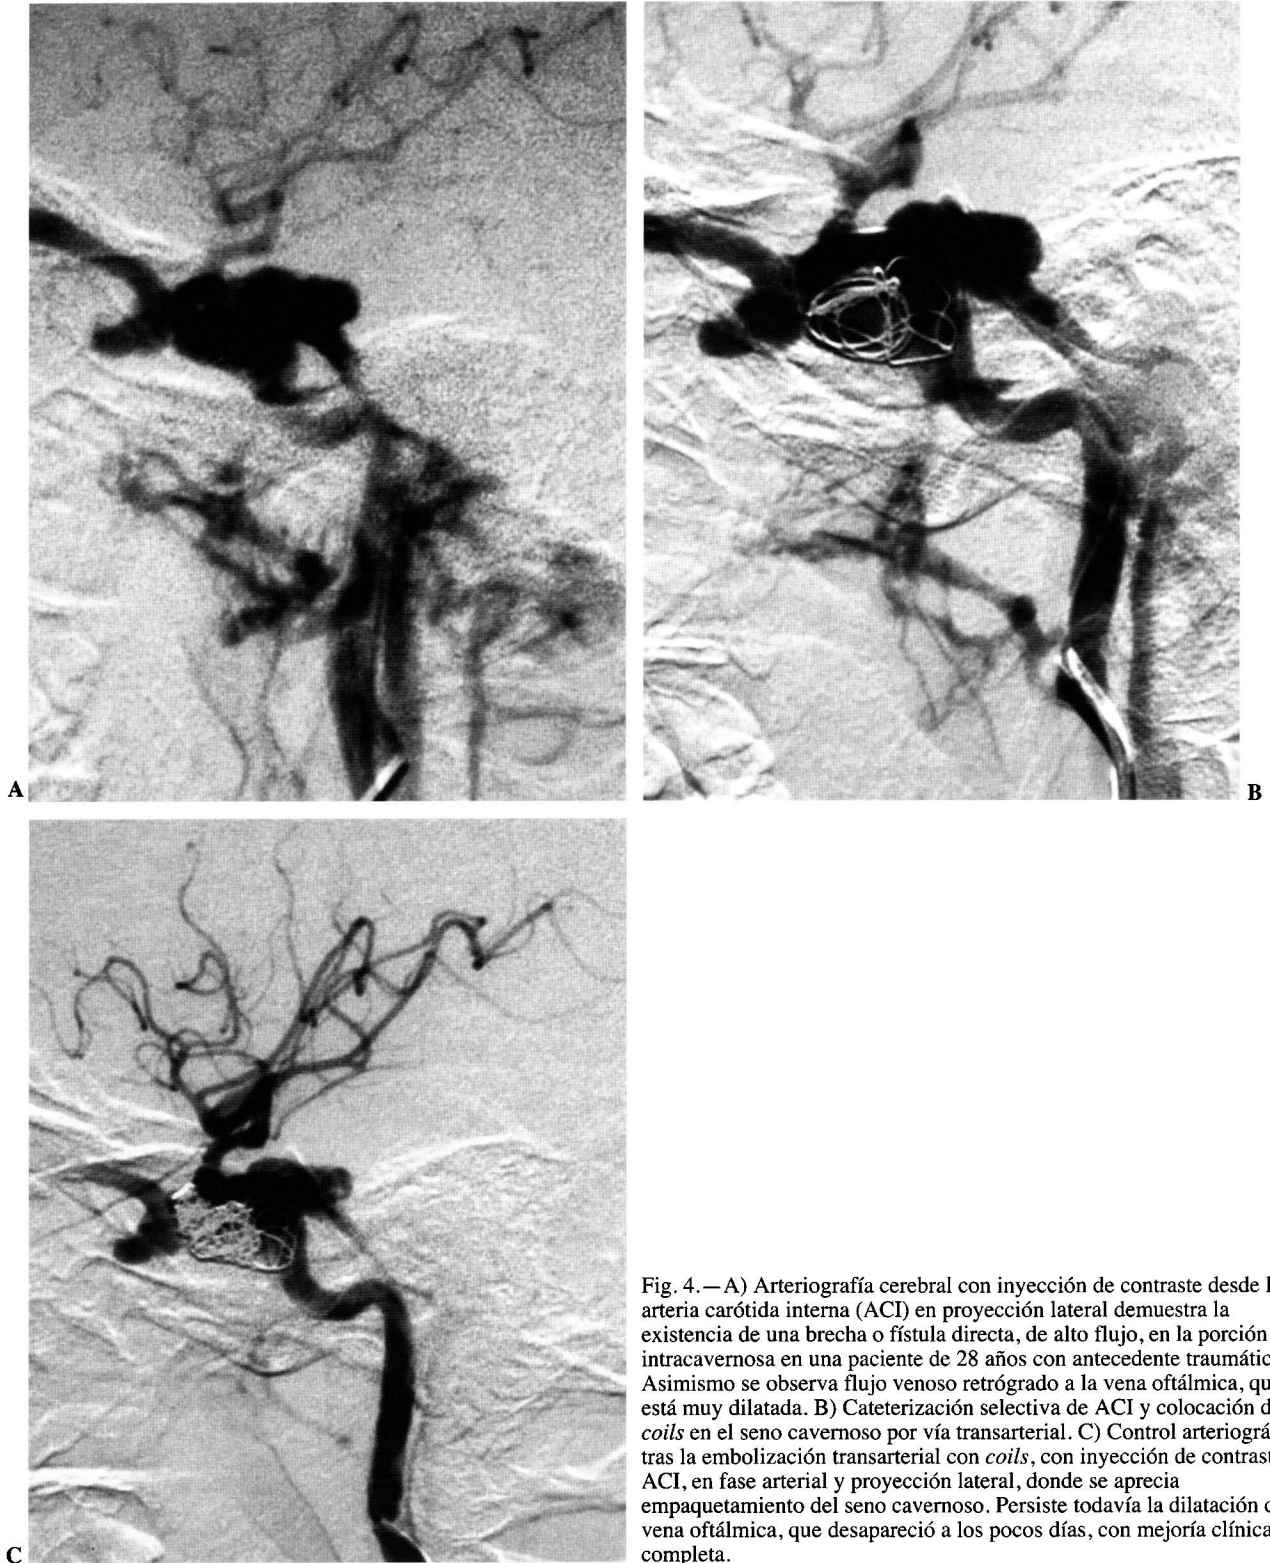 A
B
C
Fig. 4.—A) Arteriografía cerebral con inyección de contraste desde l
arteria carótida interna (ACI) en proyección lateral demuestra la
existencia de una brecha o fístula directa, de alto flujo, en la porción
intracavernosa en una paciente de 28 años con antecedente traumátic
Asimismo se observa flujo venoso retrógrado a la vena oftálmica, qu
está muy dilatada. B) Cateterización selectiva de ACI y colocación d
coils en el seno cavernoso por vía transarterial. C) Control arteriográ
tras la embolización transarterial con coils, con inyección de contrast
ACI, en fase arterial y proyección lateral, donde se aprecia
empaquetamiento del seno cavernoso. Persiste todavía la dilatación d
vena oftálmica, que desapareció a los pocos días, con mejoría clínica
completa.